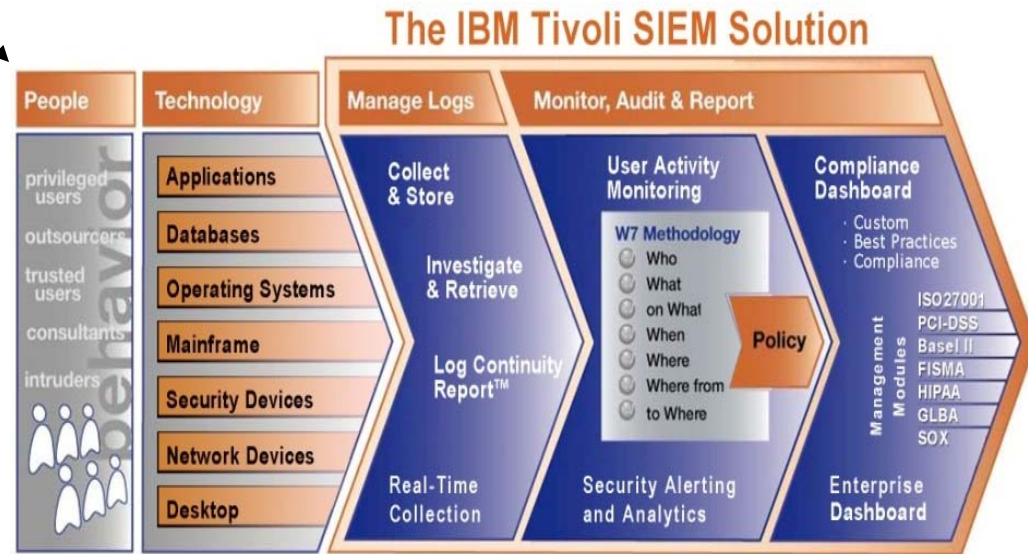 The IBM Tivoli SIEM Solution
People
Technology
Manage Logs
Monitor, Audit & Report
behavior
privileged
users
outsourcers
trusted
users
consultants
intruders
Applications
Databases
Operating Systems
Mainframe
Security Devices
Network Devices
Desktop
Collect
& Store
Investigate
& Retrieve
Log Continuity
Report™
Real-Time
Collection
User Activity
Monitoring
W7 Methodology
Who
What
on What
When
Where
Where from
to Where
Policy
Security Alerting
and Analytics
Compliance
Dashboard
· Custom
· Best Practices
· Compliance
Management
Modules
ISO27001
PCI-DSS
Basel II
FISMA
HIPAA
GLBA
SOX
Enterprise
Dashboard